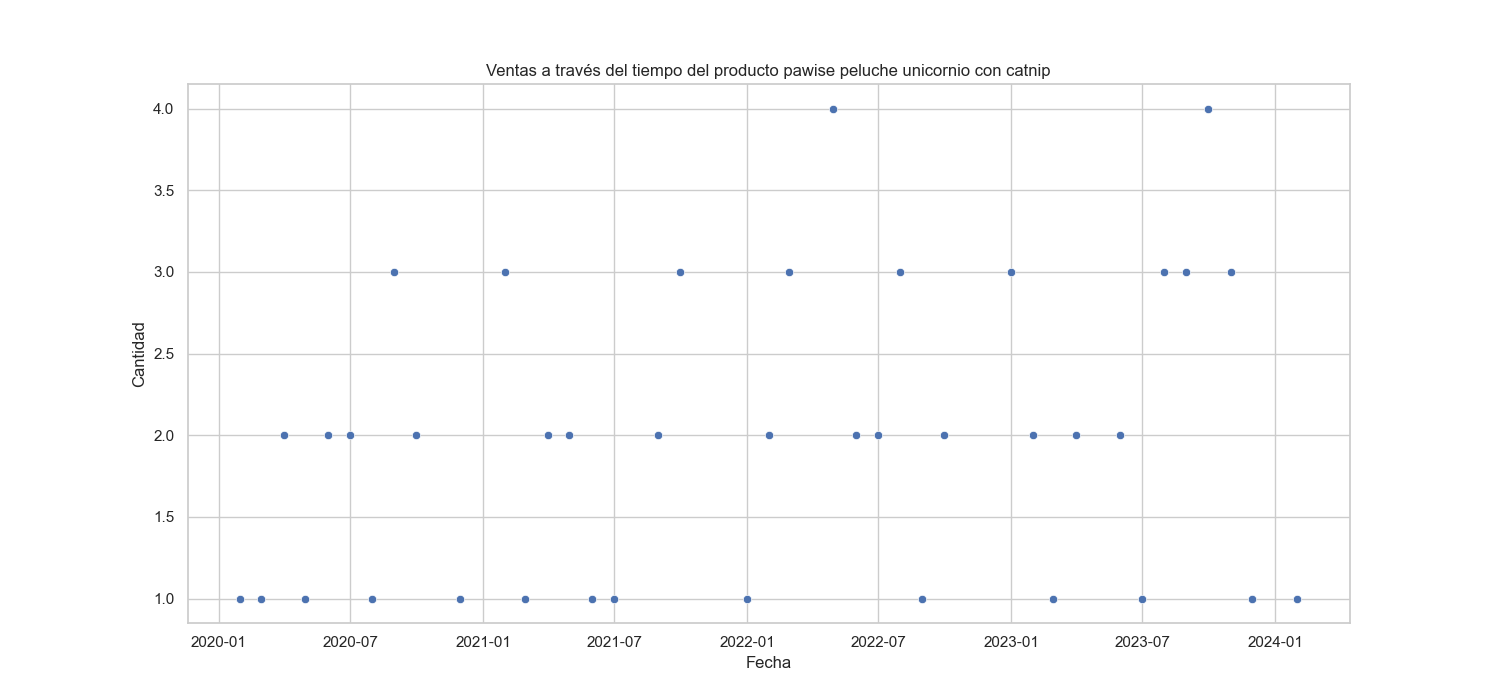 Ventas a través del tiempo del producto pawise peluche unicornio con catnip
4.0
3.5
3.0
2.5
2.0
1.5
1.0
Cantidad
2020-01 2020-07 2021-01 2021-07 2022-01 2022-07 2023-01 2023-07 2024-01
Fecha